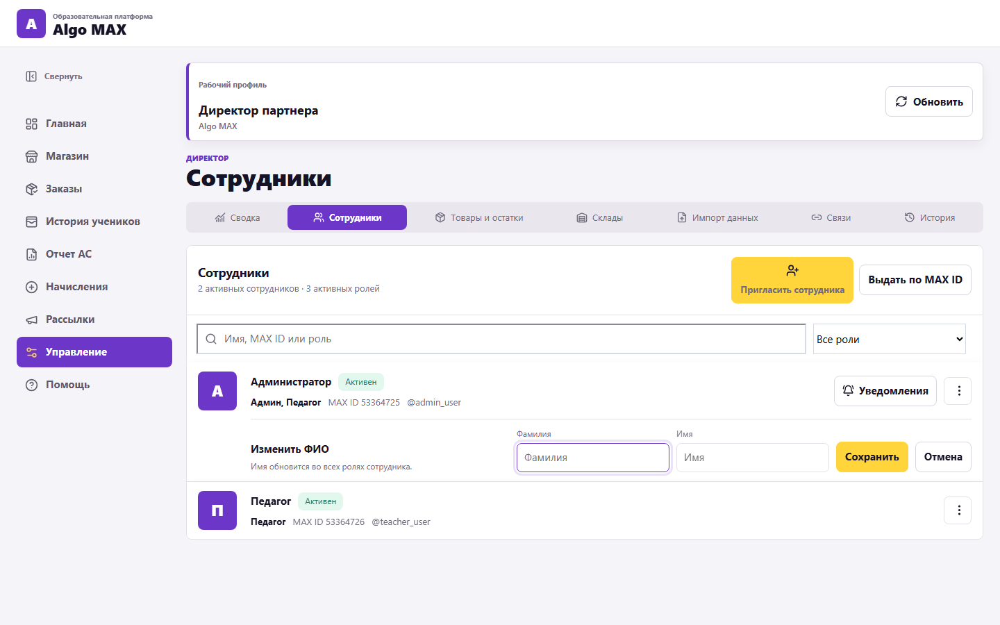 A
Образовательная платформа
Algo MAX
Свернуть
Главная
Магазин
Заказы
История учеников
Отчет АС
Начисления
Рассылки
Управление
Помощь
Рабочий профиль
Директор партнера
Algo MAX
Обновить
ДИРЕКТОР
Сотрудники
Сводка
Сотрудники
Товары и остатки
Склады
Импорт данных
Связи
История
Сотрудники
2 активных сотрудников · 3 активных ролей
Пригласить сотрудника
Выдать по MAX ID
Имя, MAX ID или роль
Все роли
А
Администратор Активен
Админ, Педагог MAX ID 53364725 @admin_user
Уведомления
Изменить ФИО
Имя обновится во всех ролях сотрудника.
Фамилия
Фамилия
Имя
Имя
Сохранить
Отмена
П
Педагог Активен
Педагог MAX ID 53364726 @teacher_user